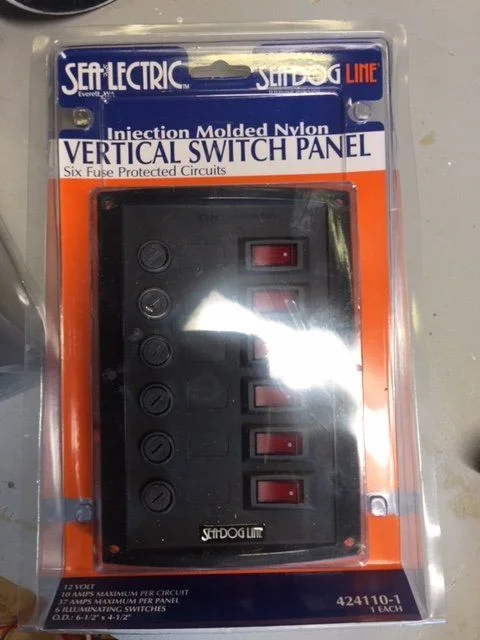 SEA-LECTRIC™ SEA-DOG LINE
Everett, WA
Injection Molded Nylon
VERTICAL SWITCH PANEL
Six Fuse Protected Circuits
SEA-DOG LINE
12 VOLT
10 AMPS MAXIMUM PER CIRCUIT
37 AMPS MAXIMUM PER PANEL
6 ILLUMINATING SWITCHES
O.D.: 6-1/2" x 4-1/2"
424110-1
1 EACH